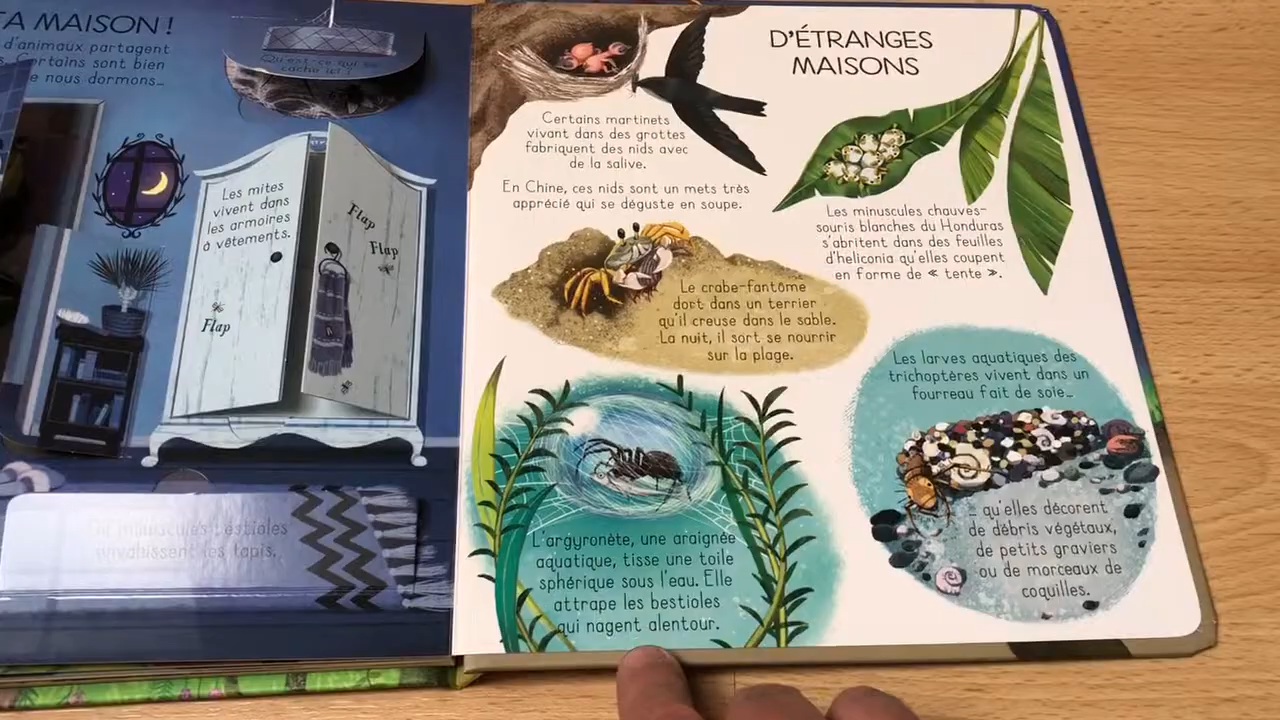 TA MAISON !
d'animaux partagent
Certains sont bien
e nous dormons...
Qu'est-ce qui se
cache ici ?
Les mites
vivent dans
les armoires
à vêtements.
Flap
Flap
Flap
minuscules bestioles
envahissent les tapis.
D'ÉTRANGES
MAISONS
Certains martinets
vivant dans des grottes
fabriquent des nids avec
de la salive.
En Chine, ces nids sont un mets très
apprécié qui se déguste en soupe.
Les minuscules chauves-
souris blanches du Honduras
s'abritent dans des feuilles
d'heliconia qu'elles coupent
en forme de « tente ».
Le crabe-fantôme
dort dans un terrier
qu'il creuse dans le sable.
La nuit, il sort se nourrir
sur la plage.
Les larves aquatiques des
trichoptères vivent dans un
fourreau fait de soie...
... qu'elles décorent
de débris végétaux,
de petits graviers
ou de morceaux de
coquilles.
L'argyronète, une araignée
aquatique, tisse une toile
sphérique sous l'eau. Elle
attrape les bestioles
qui nagent alentour.